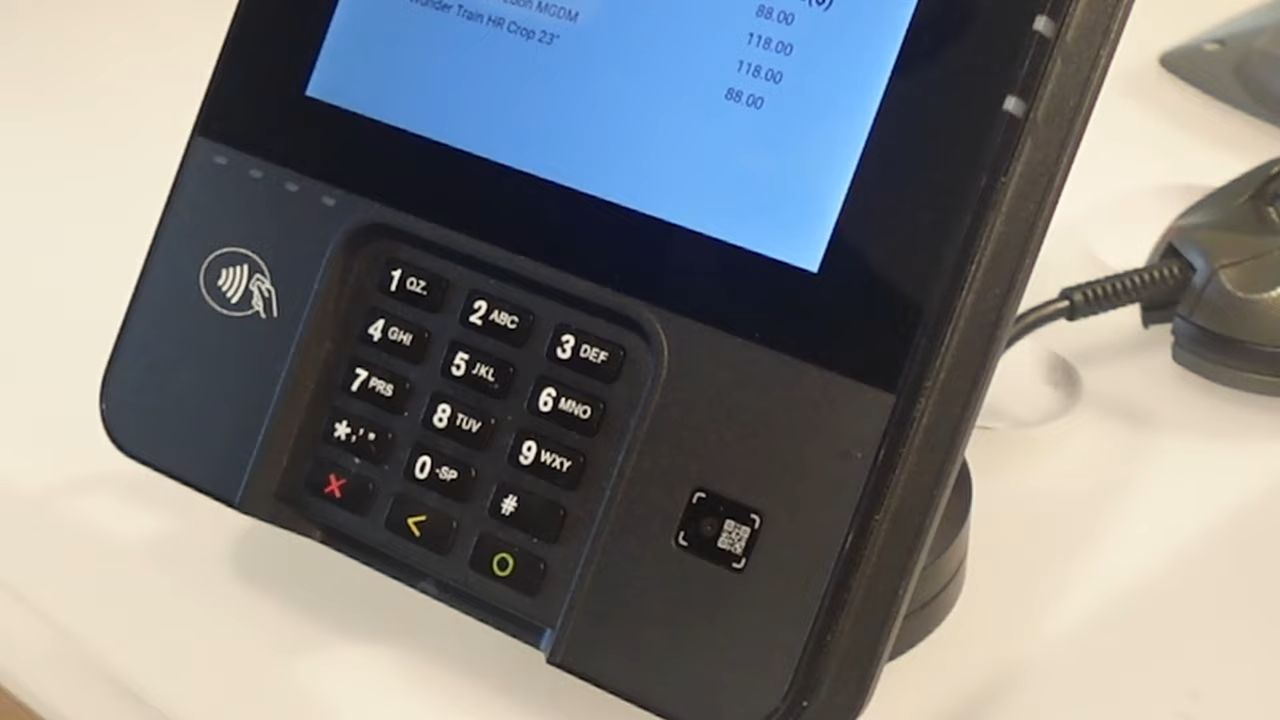 MGDM
88.00
Wunder Train HR Crop 23"
118.00
118.00
88.00
1 QZ.
2 ABC
3 DEF
4 GHI
5 JKL
6 MNO
7 PRS
8 TUV
9 WXY
*,'"
0 -SP
#
X
<
O